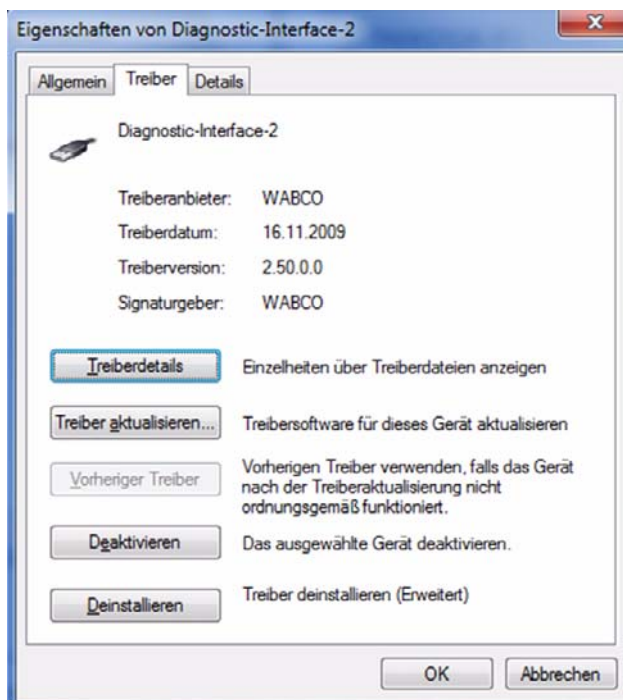 Eigenschaften von Diagnostic-Interface-2
Allgemein Treiber Details
Diagnostic-Interface-2
Treiberanbieter: WABCO
Treiberdatum: 16.11.2009
Treiberversion: 2.50.0.0
Signaturgeber: WABCO
Treiberdetails Einzelheiten über Treiberdateien anzeigen
Treiber aktualisieren... Treibersoftware für dieses Gerät aktualisieren
Vorheriger Treiber Vorherigen Treiber verwenden, falls das Gerät
nach der Treiberaktualisierung nicht
ordnungsgemäß funktioniert.
Deaktivieren Das ausgewählte Gerät deaktivieren.
Deinstallieren Treiber deinstallieren (Erweitert)
OK Abbrechen